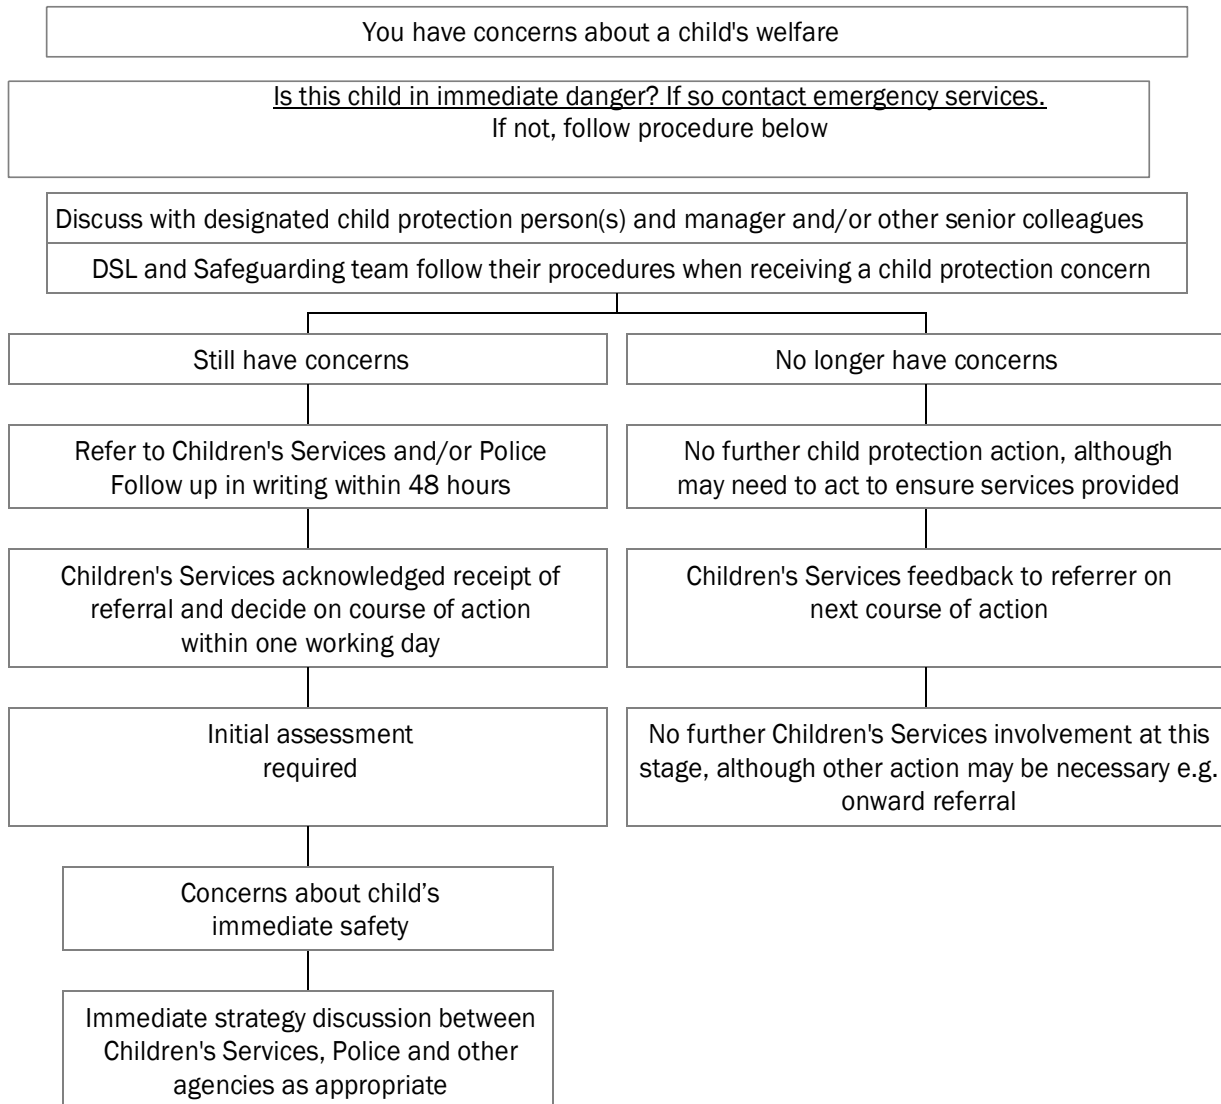 You have concerns about a child's welfare
Is this child in immediate danger? If so contact emergency services.
If not, follow procedure below
Discuss with designated child protection person(s) and manager and/or other senior colleagues
DSL and Safeguarding team follow their procedures when receiving a child protection concern
Still have concerns
No longer have concerns
Refer to Children's Services and/or Police
Follow up in writing within 48 hours
No further child protection action, although
may need to act to ensure services provided
Children's Services acknowledged receipt of
referral and decide on course of action
within one working day
Children's Services feedback to referrer on
next course of action
Initial assessment
required
No further Children's Services involvement at this
stage, although other action may be necessary e.g.
onward referral
Concerns about child’s
immediate safety
Immediate strategy discussion between
Children's Services, Police and other
agencies as appropriate